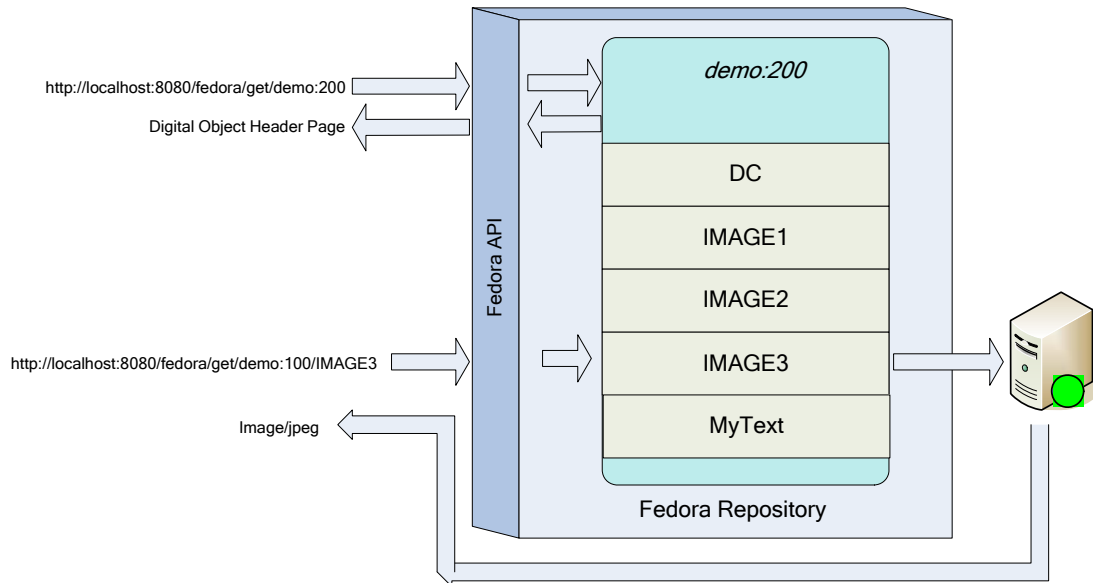 demo:200
http://localhost:8080/fedora/get/demo:200
Digital Object Header Page
DC
IMAGE1
Fedora API
IMAGE2
http://localhost:8080/fedora/get/demo:100/IMAGE3
IMAGE3
Image/jpeg
MyText
Fedora Repository